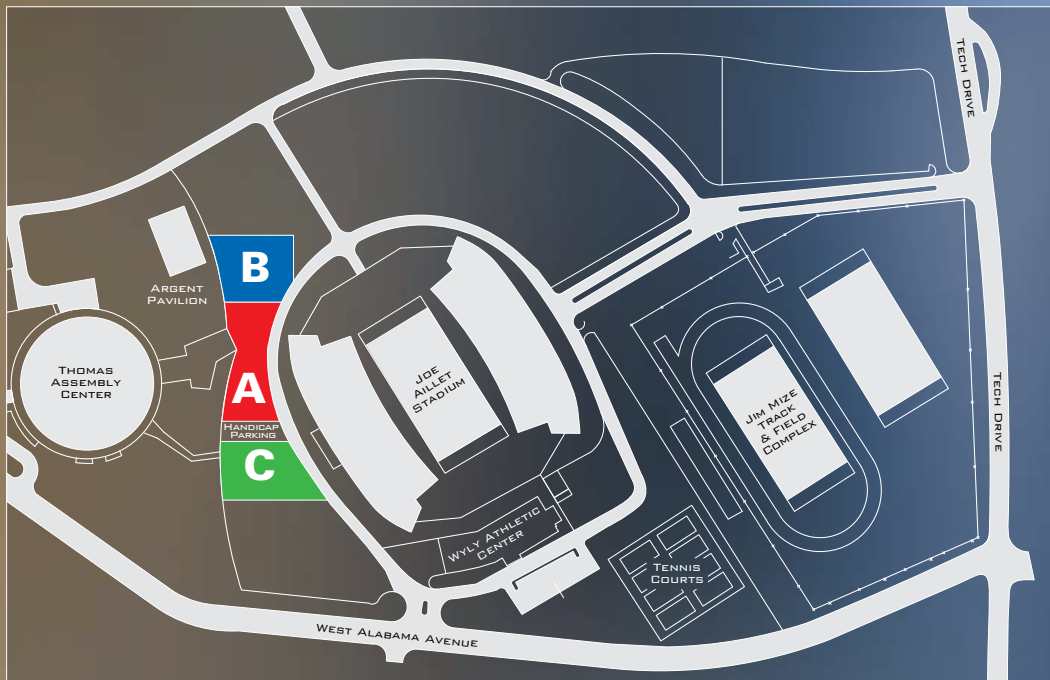 TECH DRIVE
B
ARGENT
PAVILION
THOMAS
ASSEMBLY
CENTER
A
HANDICAP
PARKING
C
JOE
AILLET
STADIUM
JIM MIZE
TRACK
& FIELD
COMPLEX
TECH DRIVE
WYLY ATHLETIC
CENTER
TENNIS
COURTS
WEST ALABAMA AVENUE